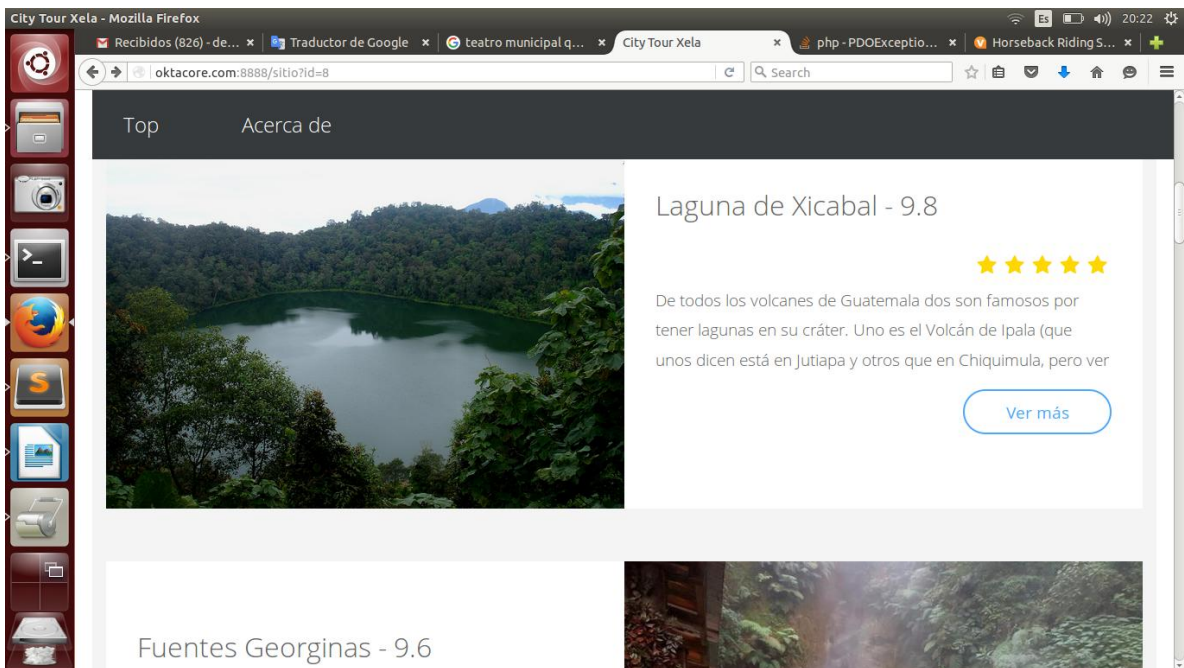 City Tour Xela - Mozilla Firefox
Es
20:22
Recibidos (826) - de...
Traductor de Google
teatro municipal q...
City Tour Xela
php - PDOExceptio...
Horseback Riding S...
oktacore.com:8888/sitio?id=8
Search
Top
Acerca de
Laguna de Xicabal - 9.8
De todos los volcanes de Guatemala dos son famosos por
tener lagunas en su cráter. Uno es el Volcán de Ipala (que
unos dicen está en Jutiapa y otros que en Chiquimula, pero ver
Ver más
Fuentes Georginas - 9.6